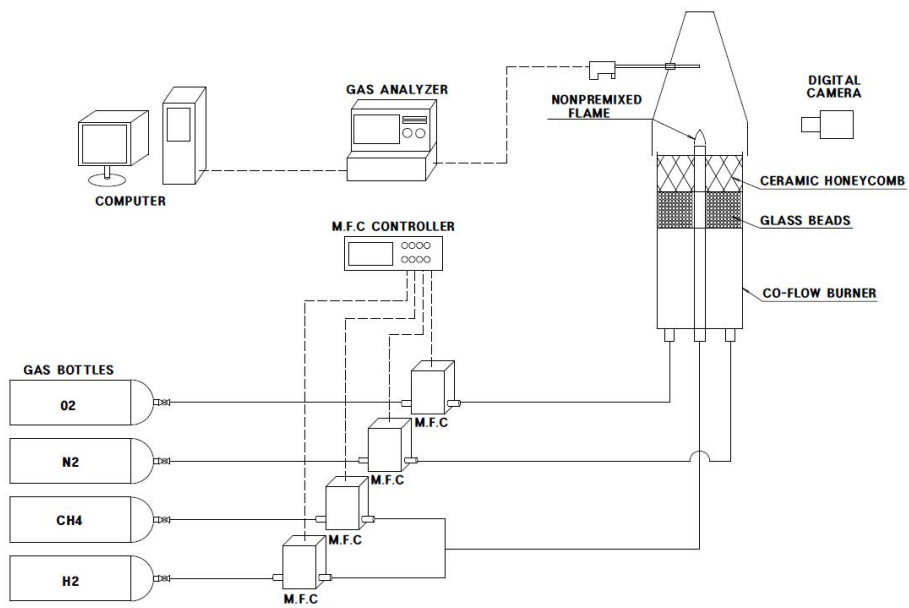 GAS ANALYZER
DIGITAL
CAMERA
NONPREMIXED
FLAME
CERAMIC HONEYCOMB
COMPUTER
GLASS BEADS
M.F.C CONTROLLER
CO-FLOW BURNER
GAS BOTTLES
O2
M.F.C
N2
M.F.C
CH4
M.F.C
H2
M.F.C